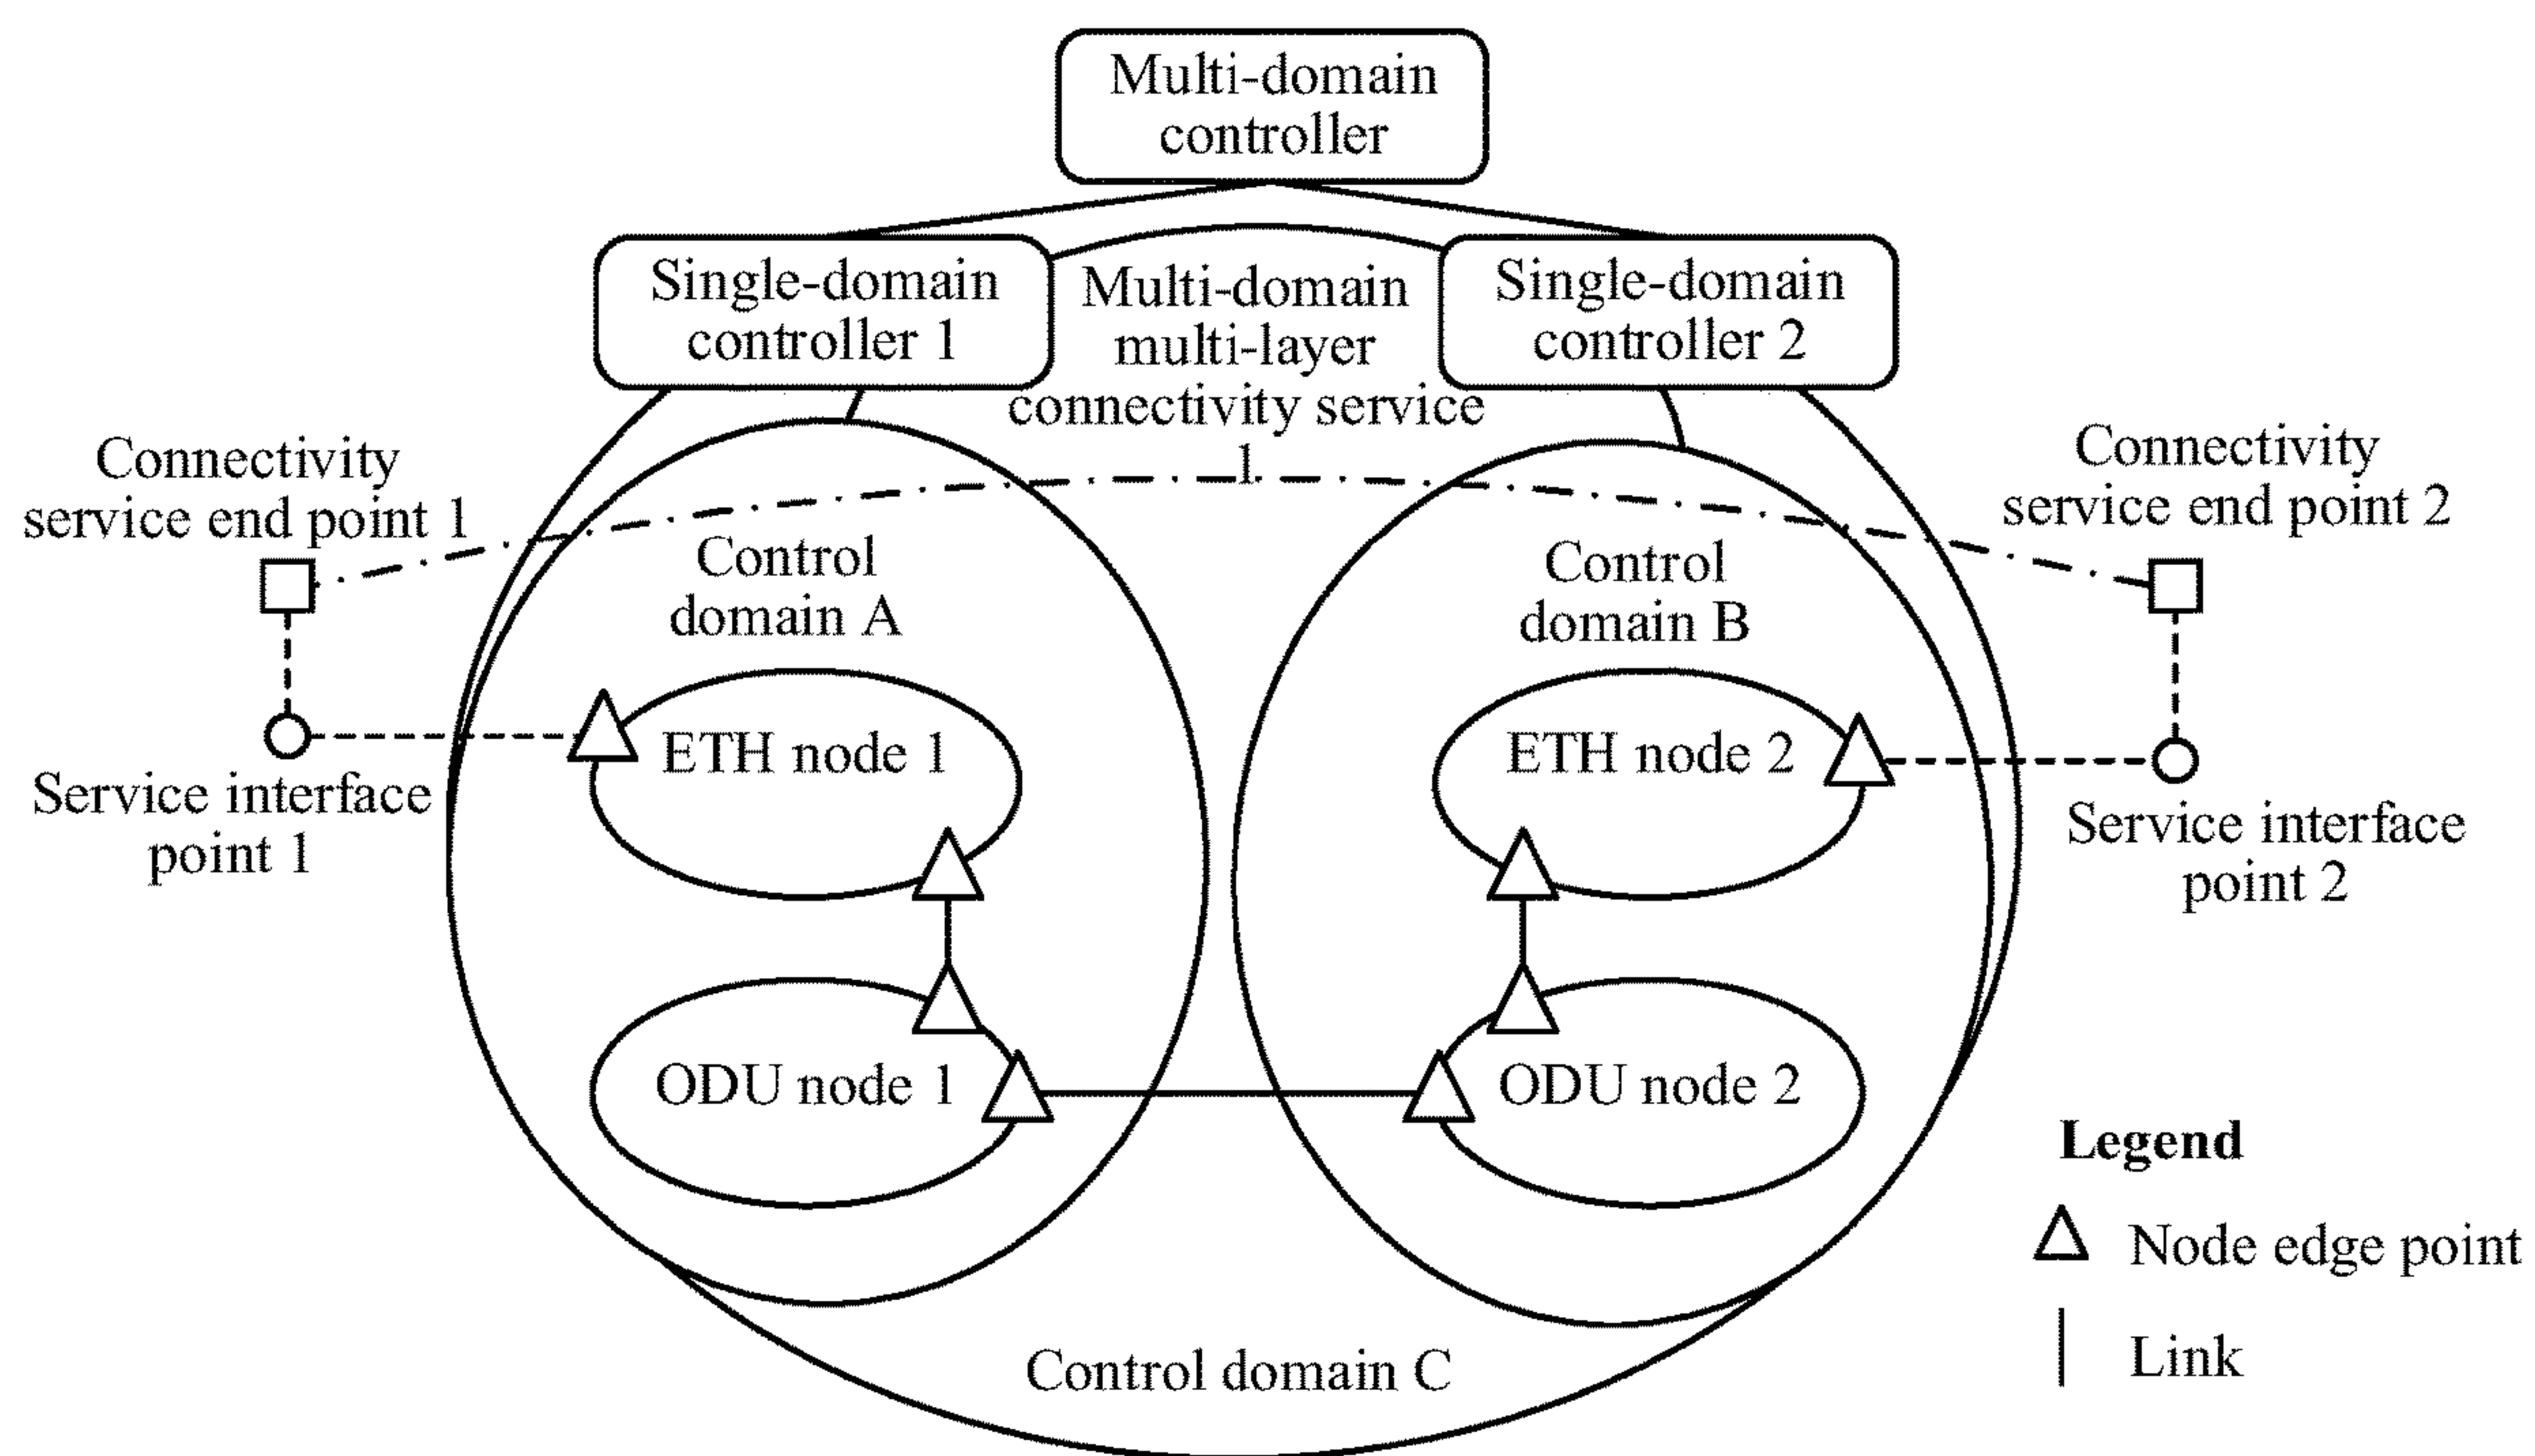 Multi-domain
controller
Single-domain
controller 1
Multi-domain
multi-layer
connectivity service
1
Single-domain
controller 2
Connectivity
service end point 1
Connectivity
service end point 2
Control
domain A
Control
domain B
ETH node 1
ETH node 2
Service interface
point 1
Service interface
point 2
ODU node 1
ODU node 2
Control domain C
Legend
Node edge point
Link